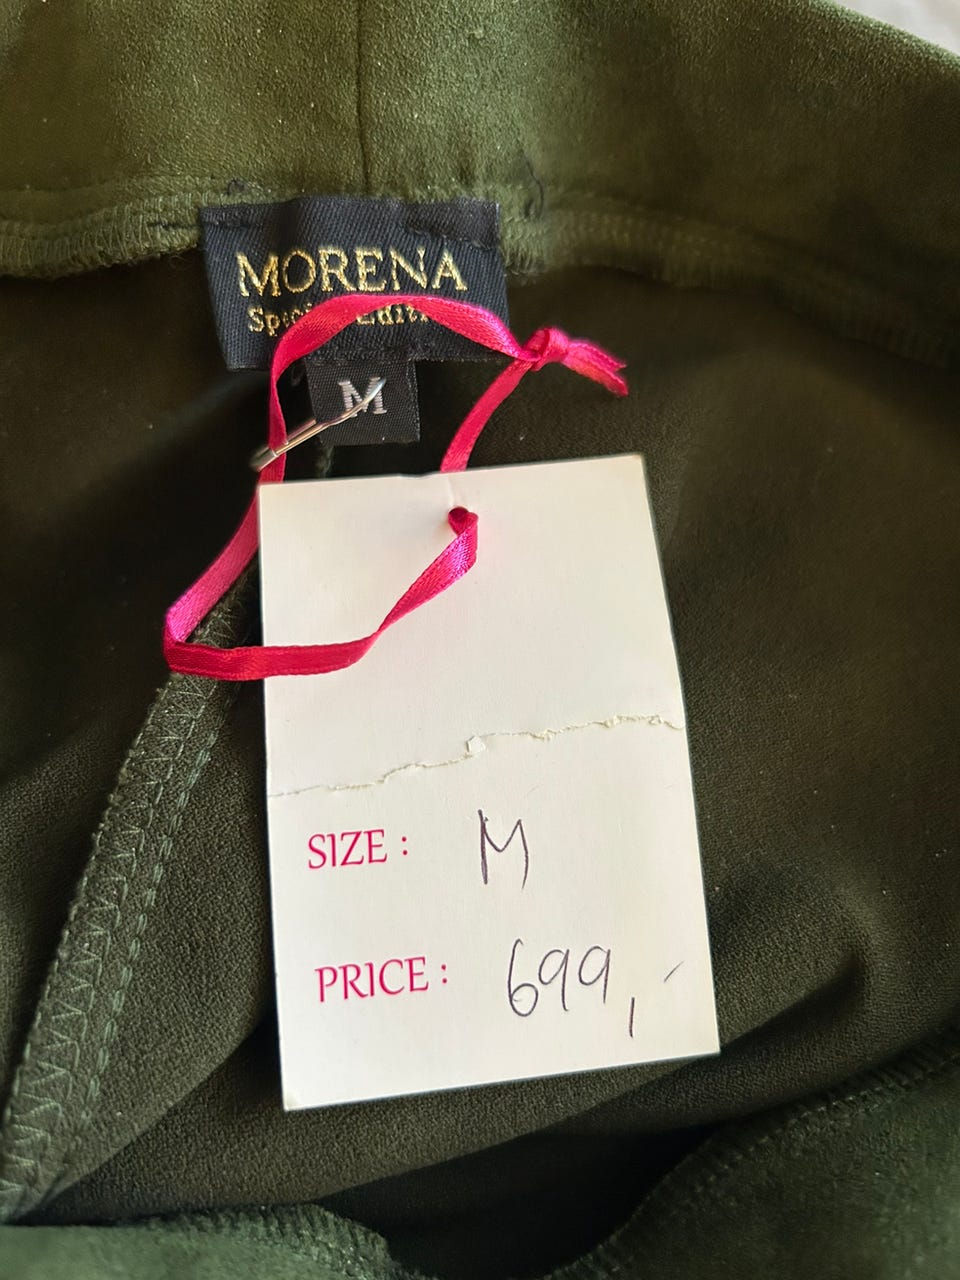 MORENA
M
SIZE : M
PRICE : 699,-